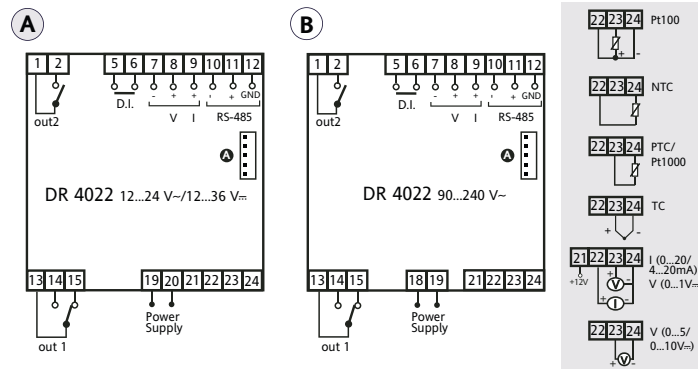 A
1 2 5 6 7 8 9 10 11 12
- + + - + GND
out2 D.I. V I RS-485
A
DR 4022 12...24 V~/12...36 V⎓
13 14 15 19 20 21 22 23 24
Power
Supply
out 1
B
1 2 5 6 7 8 9 10 11 12
- + + - + GND
out2 D.I. V I RS-485
A
DR 4022 90...240 V~
13 14 15 18 19 21 22 23 24
Power
Supply
out 1
22 23 24 Pt100
+ -
22 23 24 NTC
22 23 24 PTC/
Pt1000
22 23 24 TC
+ -
21 22 23 24 I (0...20/
4...20mA)
V (0...1V⎓
+12V
+ V -
+ I -
22 23 24 V (0...5/
0...10V⎓)
+ V -